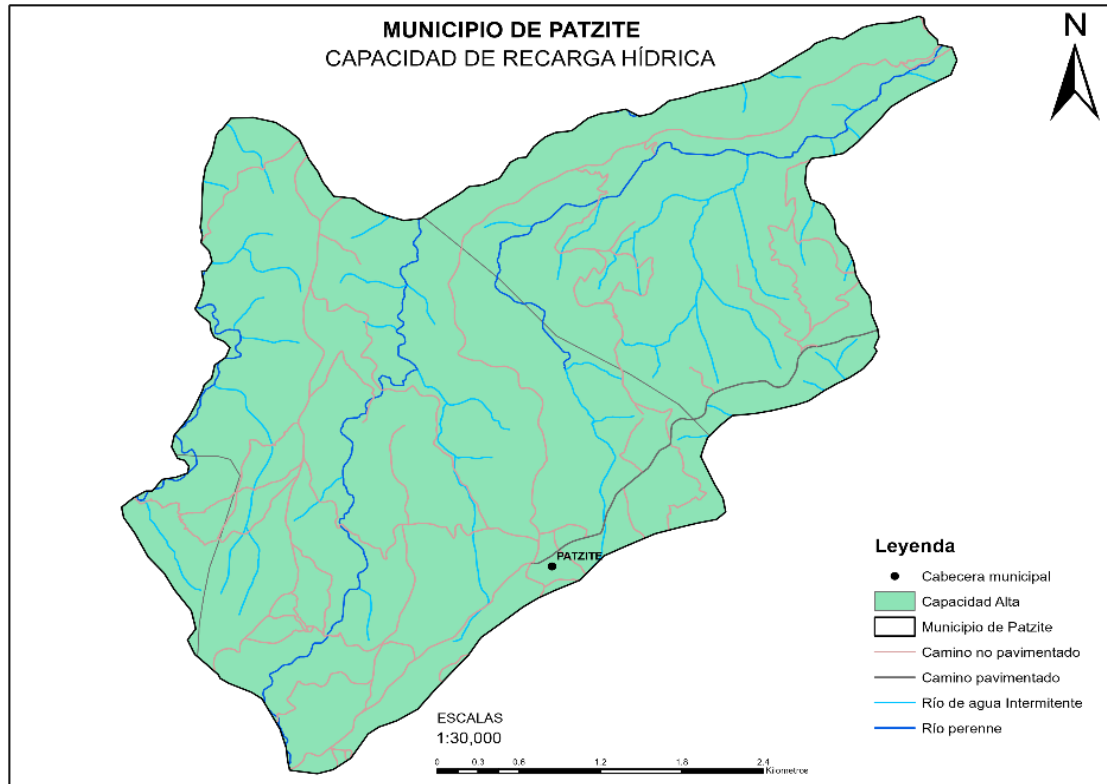 MUNICIPIO DE PATZITE
CAPACIDAD DE RECARGA HÍDRICA
N
PATZITE
Leyenda
Cabecera municipal
Capacidad Alta
Municipio de Patzite
Camino no pavimentado
Camino pavimentado
Río de agua Intermitente
Río perenne
ESCALAS
1:30,000
0 0.3 0.6 1.2 1.8 2.4
Kilometros